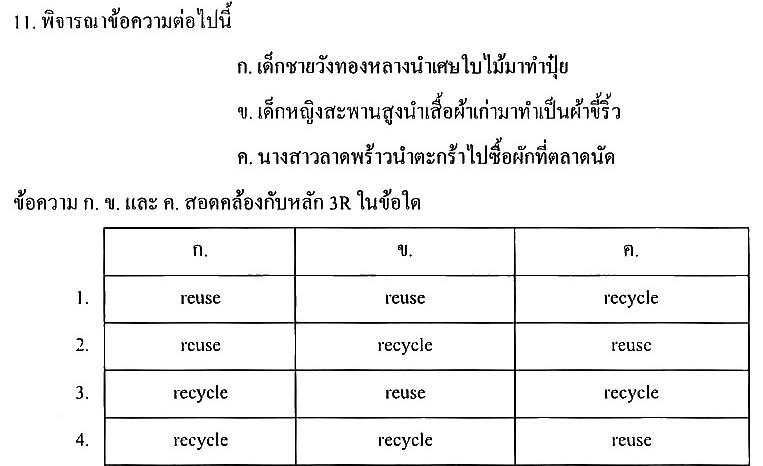 11. พิจารณาข้อความต่อไปนี้
ก. เด็กชายวังทองหลางนำเศษใบไม้มาทำปุ๋ย
ข. เด็กหญิงสะพานสูงนำเสื้อผ้าเก่ามาทำเป็นผ้าขี้ริ้ว
ค. นางสาวลาดพร้าวนำตะกร้าไปซื้อผักที่ตลาดนัด
ข้อความ ก. ข. และ ค. สอดคล้องกับหลัก 3R ในข้อใด
ก. ข. ค.
1. reuse reuse recycle
2. reuse recycle reuse
3. recycle reuse recycle
4. recycle recycle reuse